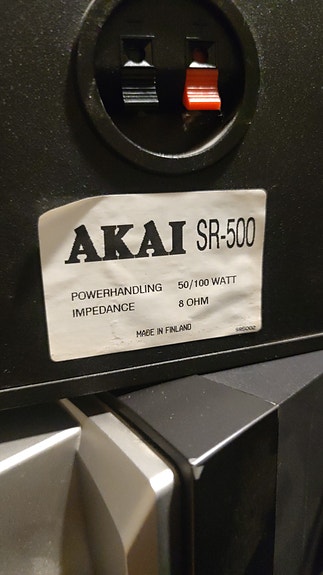 AKAI SR-500
POWERHANDLING 50/100 WATT
IMPEDANCE 8 OHM
MADE IN FINLAND